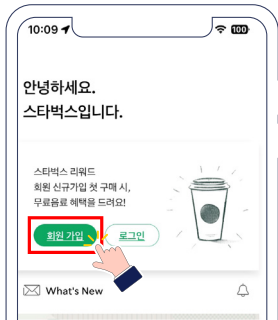 10:09
100
안녕하세요.
스타벅스입니다.
스타벅스 리워드
회원 신규가입 첫 구매 시,
무료음료 혜택을 드려요!
회원 가입
로그인
What's New